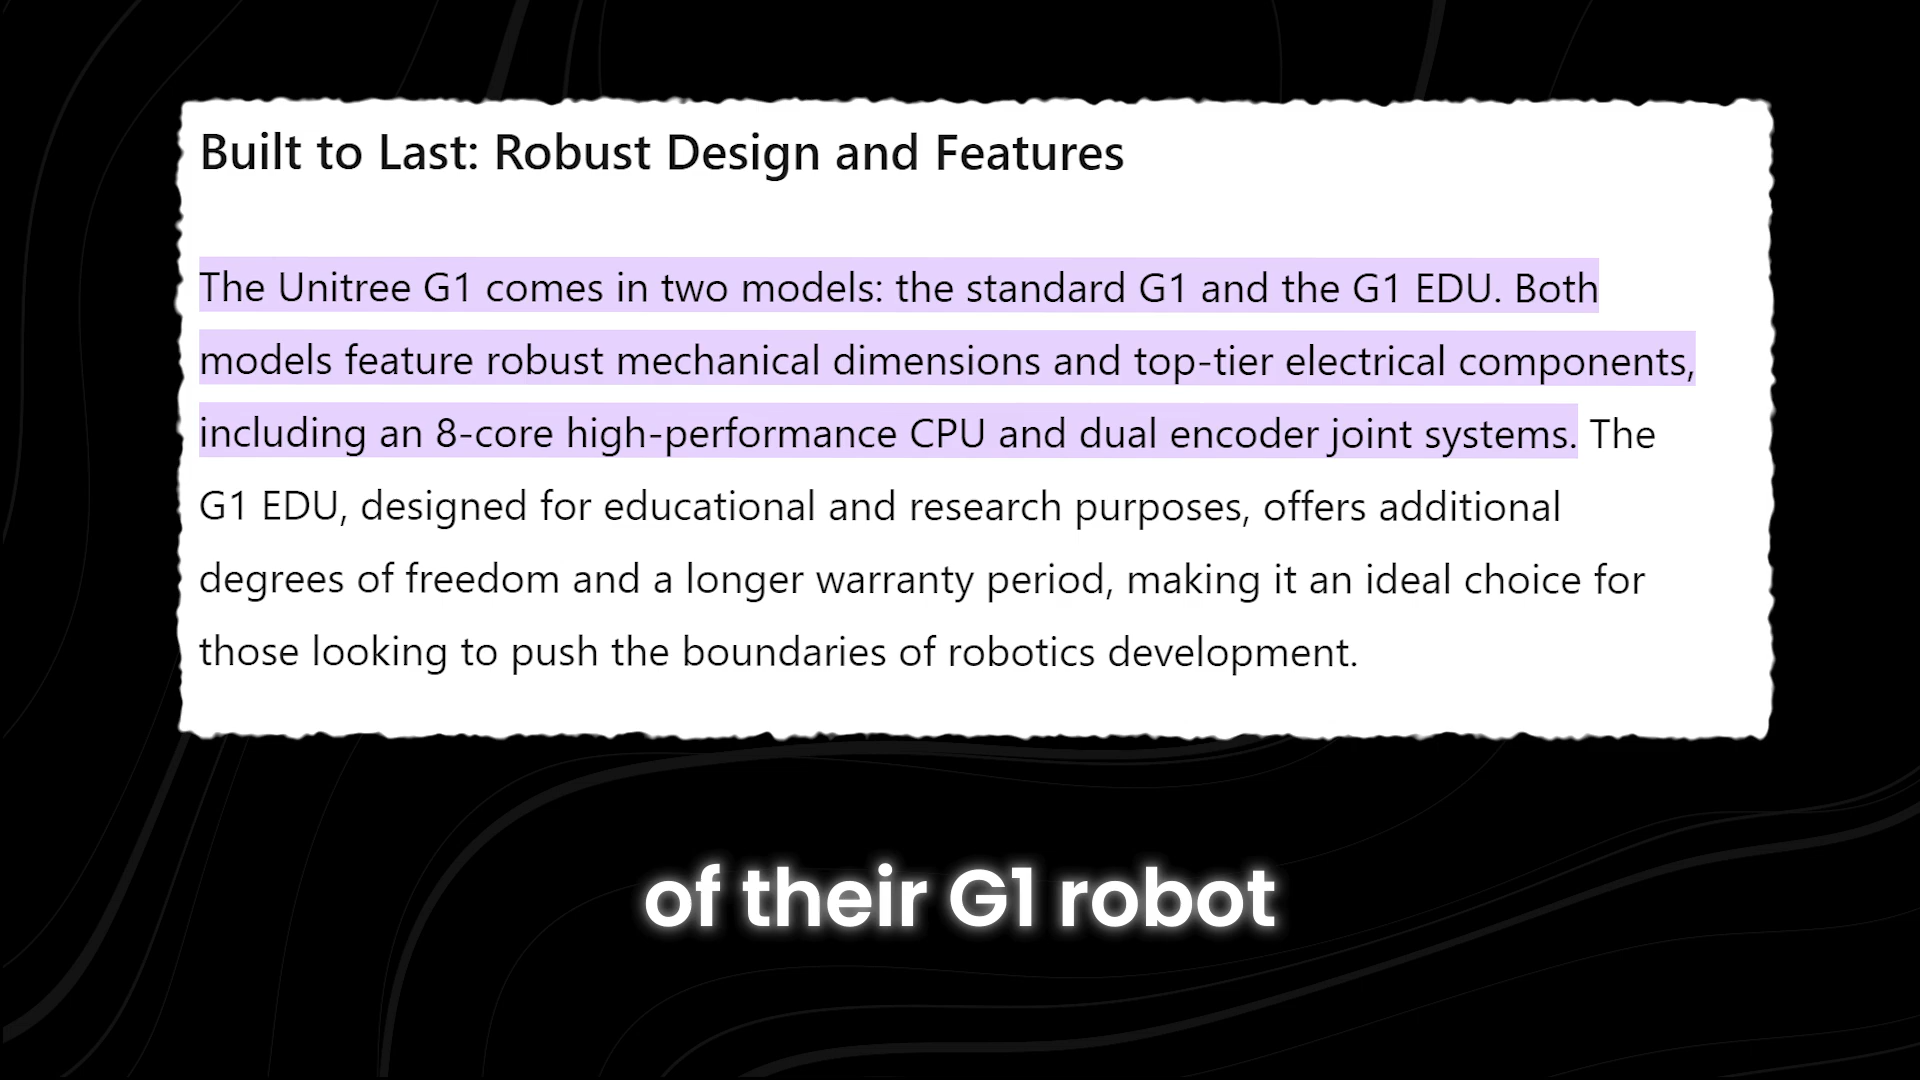 Built to Last: Robust Design and Features
The Unitree G1 comes in two models: the standard G1 and the G1 EDU. Both
models feature robust mechanical dimensions and top-tier electrical components,
including an 8-core high-performance CPU and dual encoder joint systems. The
G1 EDU, designed for educational and research purposes, offers additional
degrees of freedom and a longer warranty period, making it an ideal choice for
those looking to push the boundaries of robotics development.
of their G1 robot